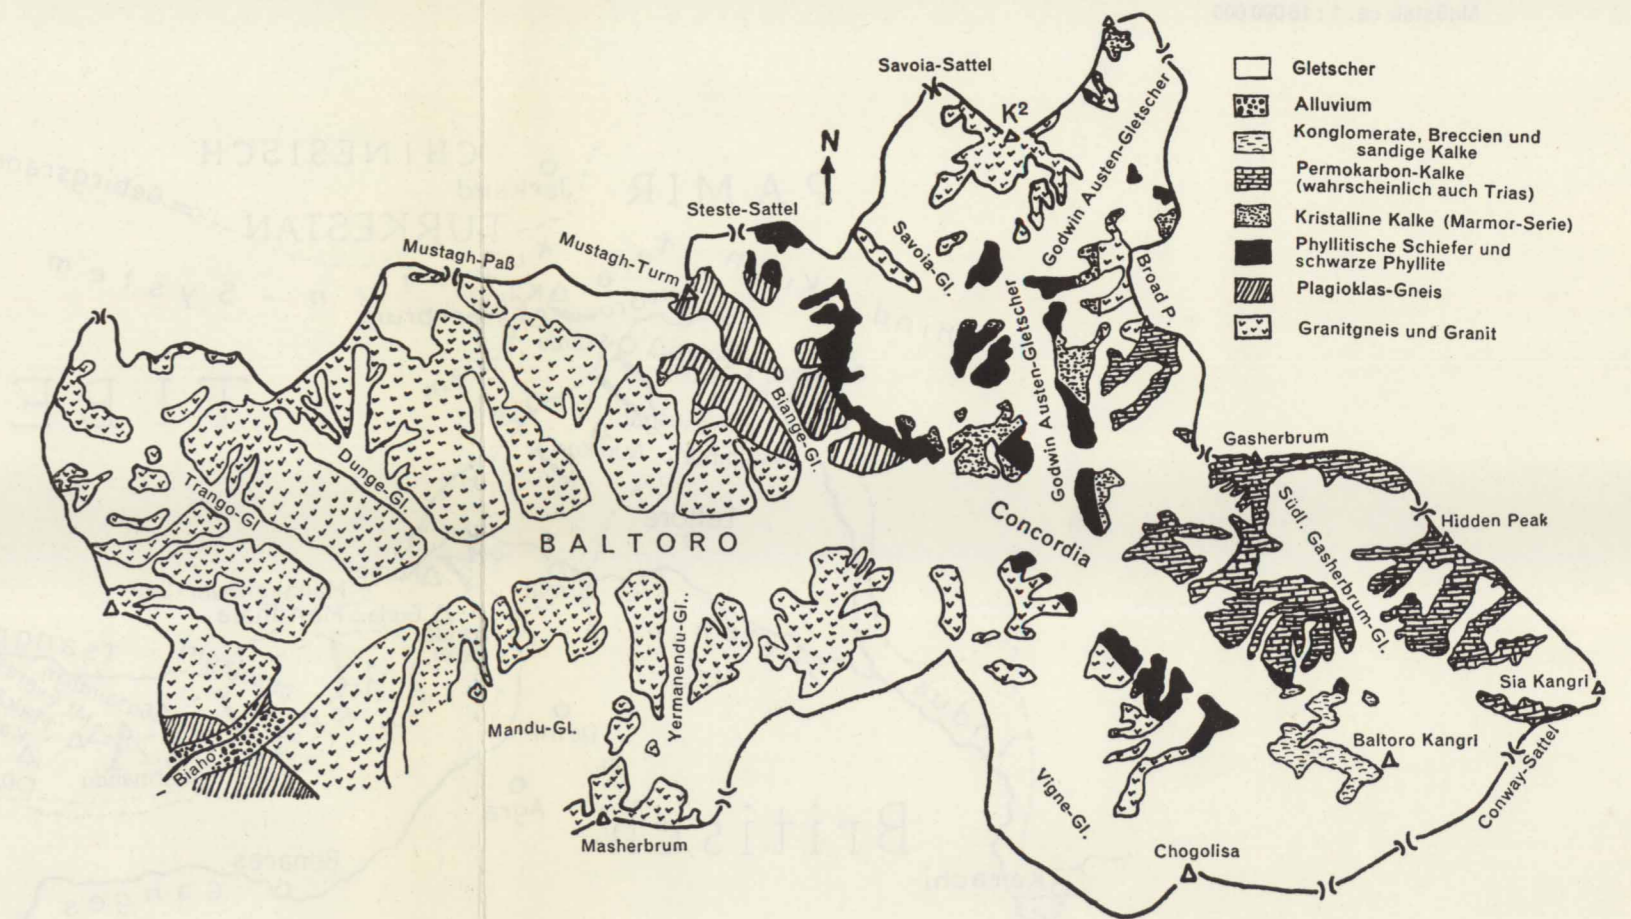 Savoia-Sattel
K²
N
Godwin Austen-Gletscher
Steste-Sattel
Mustagh-Paß
Mustagh-Turm
Savoia-Gl.
Broad P.
Godwin Austen-Gletscher
Biange-Gl.
Dunge-Gl.
Trango-Gl
BALTORO
Concordia
Gasherbrum
Südl. Gasherbrum-Gl.
Hidden Peak
Sia Kangri
Baltoro Kangri
Conway-Sattel
Biaho
Mandu-Gl.
Yermanendu-Gl..
Masherbrum
Vigne-Gl.
Chogolisa
Gletscher
Alluvium
Konglomerate, Breccien und
sandige Kalke
Permokarbon-Kalke
(wahrscheinlich auch Trias)
Kristalline Kalke (Marmor-Serie)
Phyllitische Schiefer und
schwarze Phyllite
Plagioklas-Gneis
Granitgneis und Granit